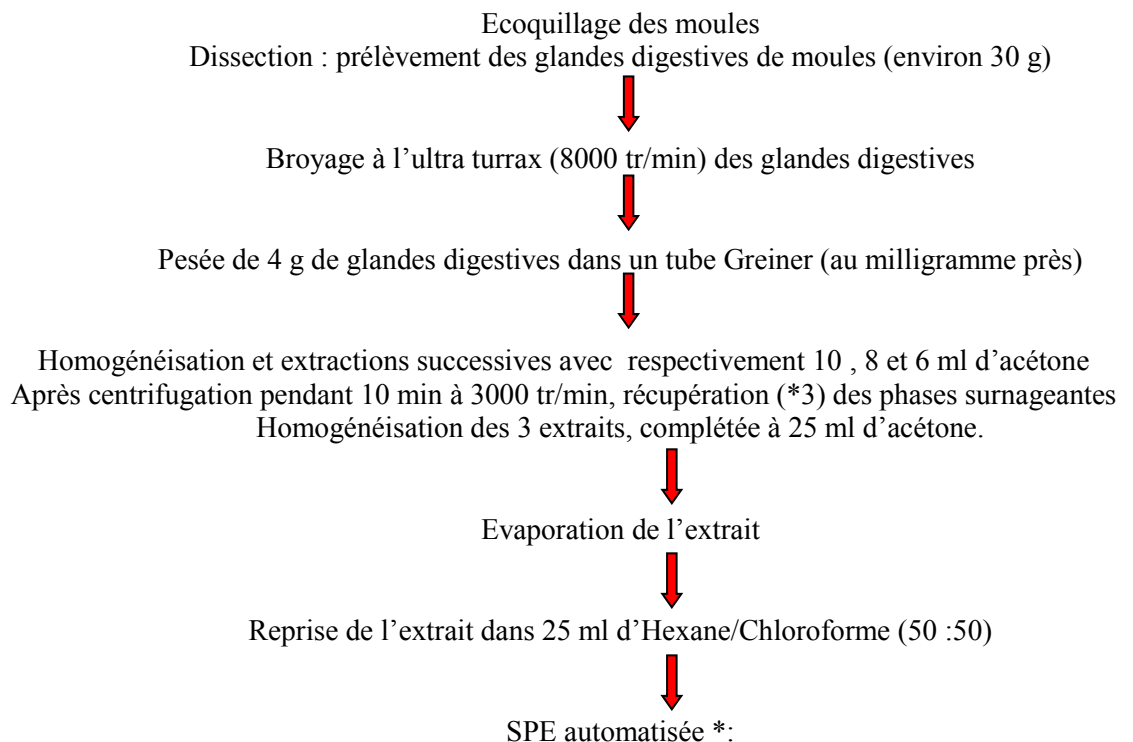 Ecoquillage des moules
Dissection : prélèvement des glandes digestives de moules (environ 30 g)
Broyage à l’ultra turrax (8000 tr/min) des glandes digestives
Pesée de 4 g de glandes digestives dans un tube Greiner (au milligramme près)
Homogénéisation et extractions successives avec respectivement 10 , 8 et 6 ml d’acétone
Après centrifugation pendant 10 min à 3000 tr/min, récupération (*3) des phases surnageantes
Homogénéisation des 3 extraits, complétée à 25 ml d’acétone.
Evaporation de l’extrait
Reprise de l’extrait dans 25 ml d’Hexane/Chloroforme (50 :50)
SPE automatisée *: